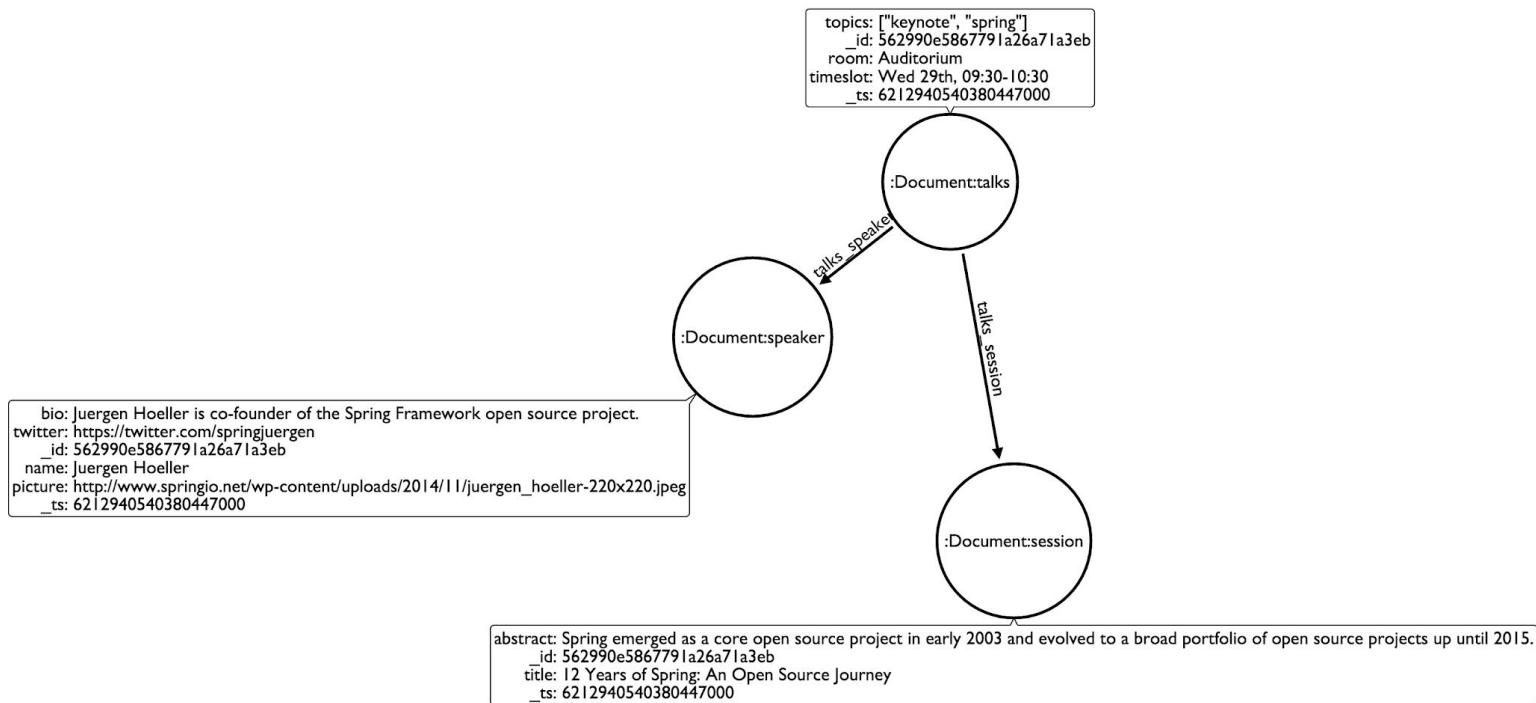 topics: ["keynote", "spring"]
_id: 562990e5867791a26a71a3eb
room: Auditorium
timeslot: Wed 29th, 09:30-10:30
_ts: 6212940540380447000
:Document:talks
talks_speaker
talks_session
:Document:speaker
bio: Juergen Hoeller is co-founder of the Spring Framework open source project.
twitter: https://twitter.com/springjuergen
_id: 562990e5867791a26a71a3eb
name: Juergen Hoeller
picture: http://www.springio.net/wp-content/uploads/2014/11/juergen_hoeller-220x220.jpeg
_ts: 6212940540380447000
:Document:session
abstract: Spring emerged as a core open source project in early 2003 and evolved to a broad portfolio of open source projects up until 2015.
_id: 562990e5867791a26a71a3eb
title: 12 Years of Spring: An Open Source Journey
_ts: 6212940540380447000